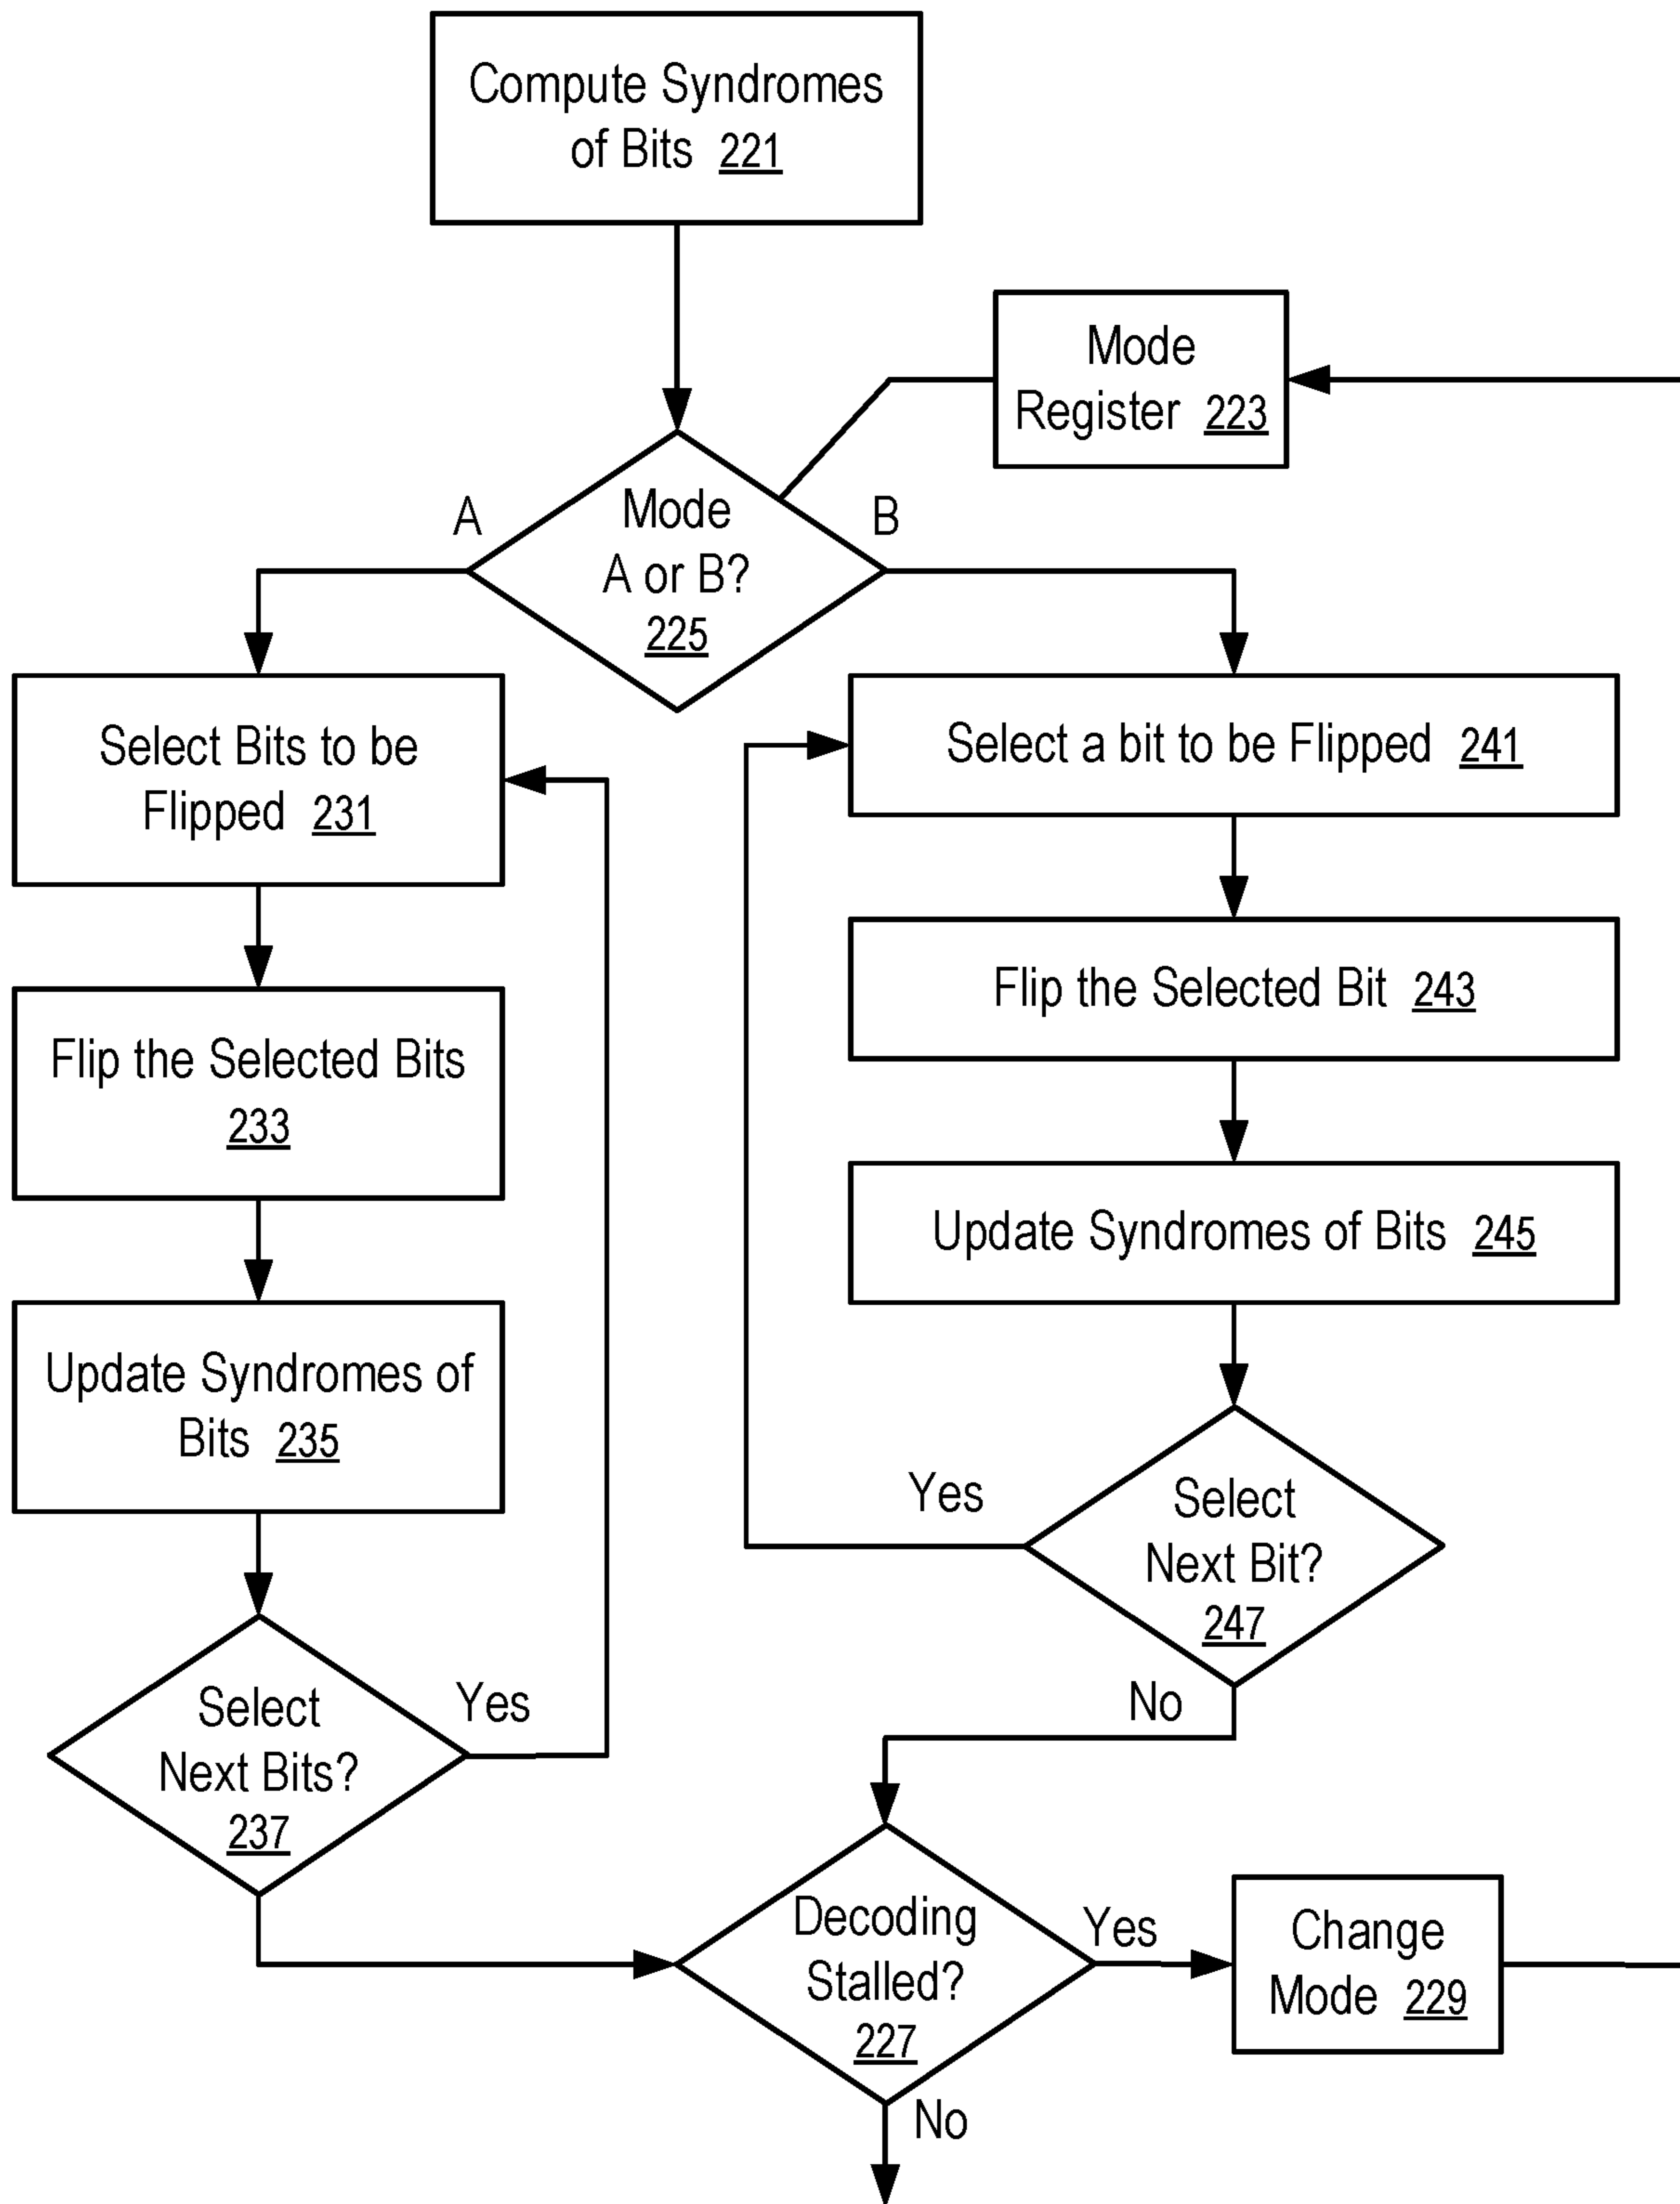 Compute Syndromes
of Bits 221
Mode
Register 223
A
Mode
A or B?
225
B
Select Bits to be
Flipped 231
Select a bit to be Flipped 241
Flip the Selected Bit 243
Flip the Selected Bits
233
Update Syndromes of Bits 245
Update Syndromes of
Bits 235
Yes
Select
Next Bit?
247
No
Select
Next Bits?
237
Yes
Decoding
Stalled?
227
Yes
Change
Mode 229
No